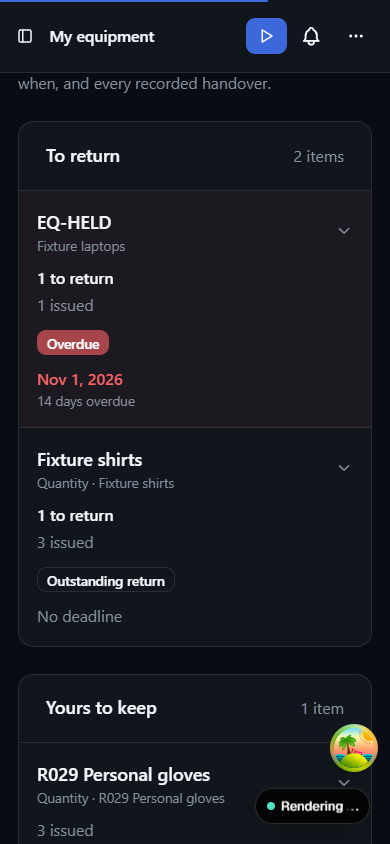 My equipment
when, and every recorded handover.
To return
2 items
EQ-HELD
Fixture laptops
1 to return
1 issued
Overdue
Nov 1, 2026
14 days overdue
Fixture shirts
Quantity · Fixture shirts
1 to return
3 issued
Outstanding return
No deadline
Yours to keep
1 item
R029 Personal gloves
Quantity · R029 Personal gloves
3 issued
Rendering ...